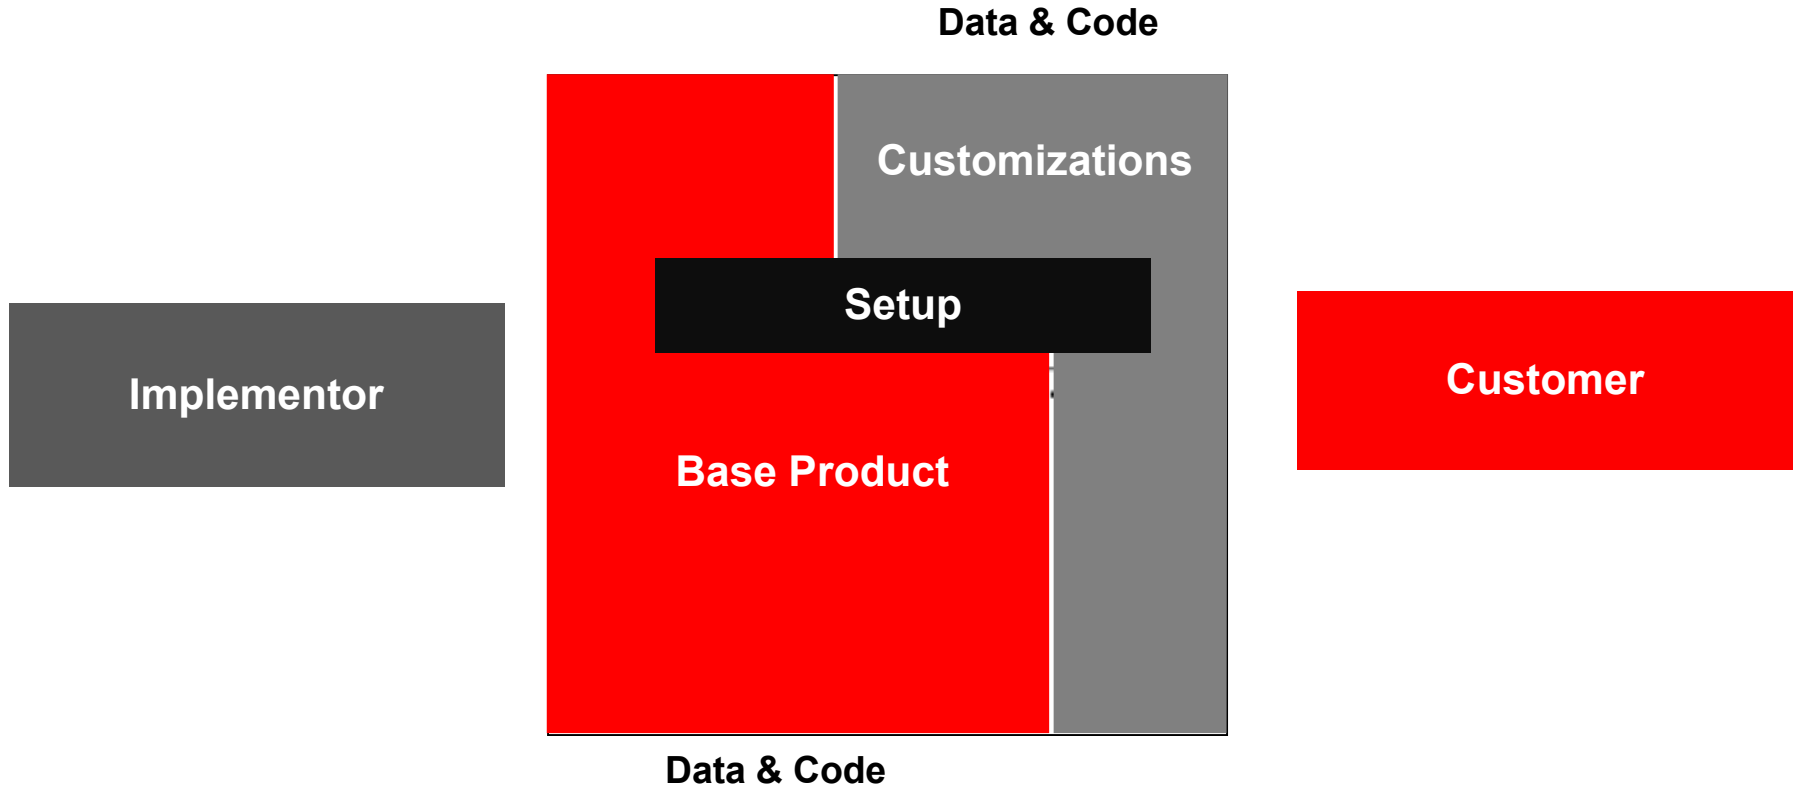 Data & Code
Customizations
Setup
Implementor
Customer
Base Product
Data & Code